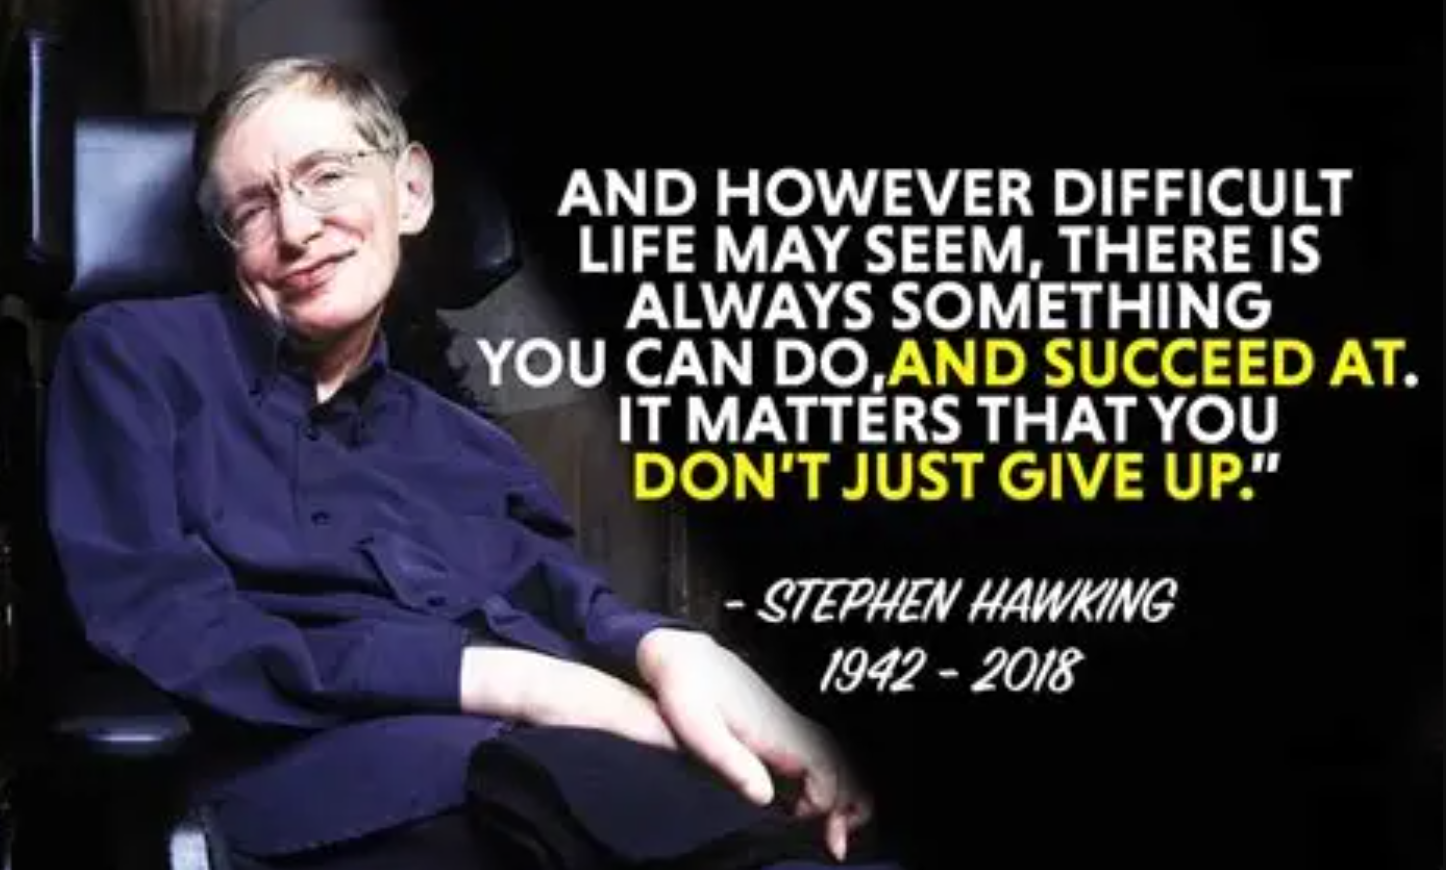 AND HOWEVER DIFFICULT
LIFE MAY SEEM, THERE IS
ALWAYS SOMETHING
YOU CAN DO,AND SUCCEED AT.
IT MATTERS THAT YOU
DON'T JUST GIVE UP.”
- STEPHEN HAWKING
1942 - 2018